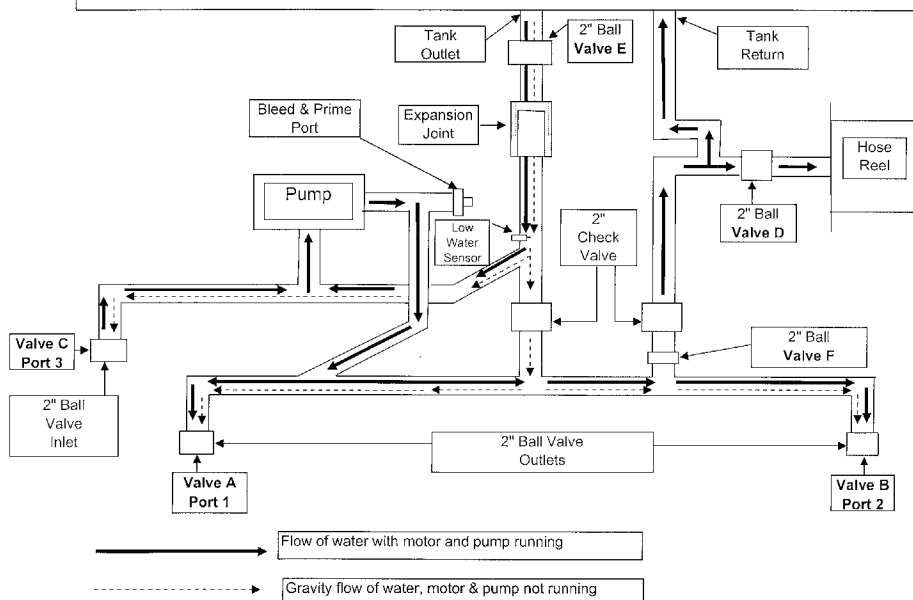 Tank
Outlet
2" Ball
Valve E
Tank
Return
Bleed & Prime
Port
Expansion
Joint
Hose
Reel
Pump
2" Ball
Valve D
Low
Water
Sensor
2"
Check
Valve
Valve C
Port 3
2" Ball
Valve F
2" Ball
Valve
Inlet
2" Ball Valve
Outlets
Valve A
Port 1
Valve B
Port 2
Flow of water with motor and pump running
Gravity flow of water, motor & pump not running